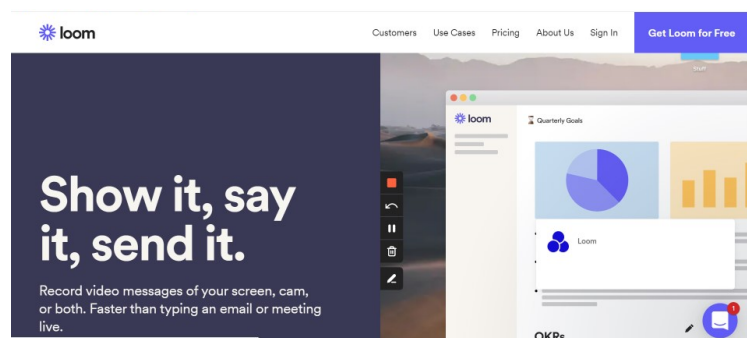 loom
Customers Use Cases Pricing About Us Sign In Get Loom for Free
Staff
loom
Quarterly Goals
Show it, say
it, send it.
Loom
Record video messages of your screen, cam,
or both. Faster than typing an email or meeting
live.
1
OKRs